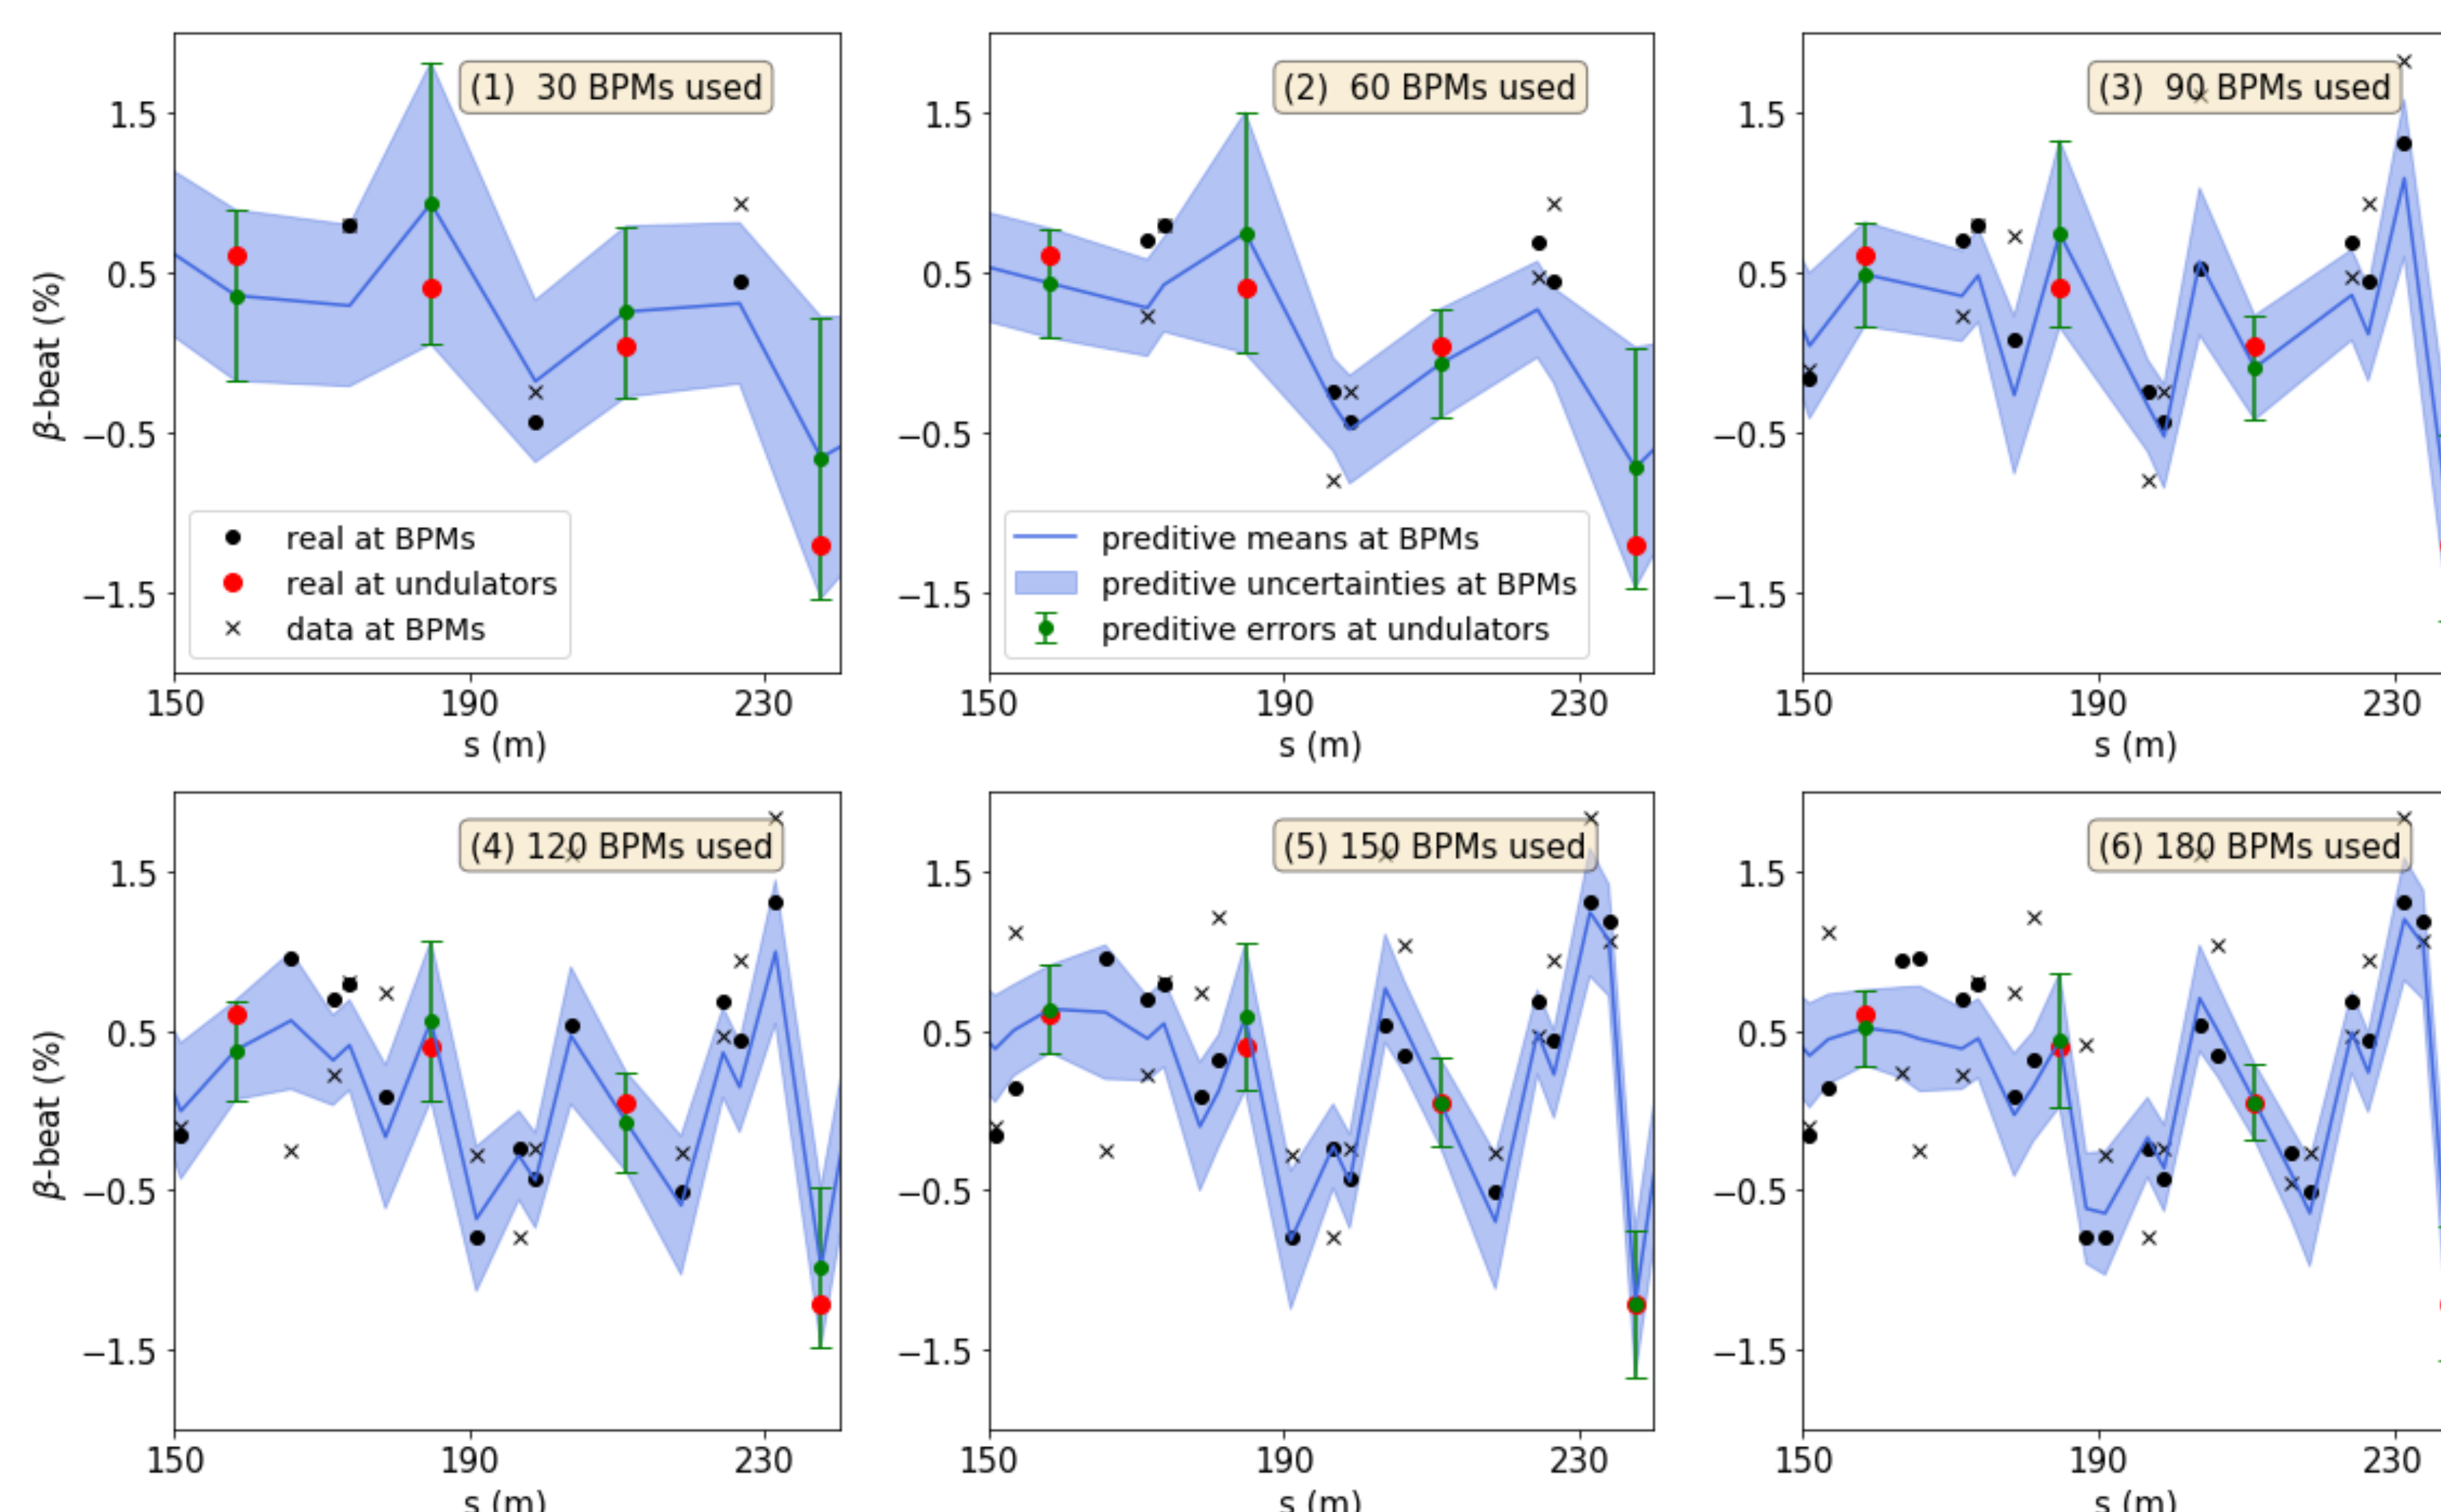 (1) 30 BPMs used
(2) 60 BPMs used
(3) 90 BPMs used
1.5
0.5
−0.5
−1.5
β-beat (%)
real at BPMs
real at undulators
data at BPMs
150 190 230
s (m)
1.5
0.5
−0.5
−1.5
preditive means at BPMs
preditive uncertainties at BPMs
preditive errors at undulators
150 190 230
s (m)
1.5
0.5
−0.5
−1.5
150 190 230
s (m)
(4) 120 BPMs used
(5) 150 BPMs used
(6) 180 BPMs used
1.5
0.5
−0.5
−1.5
β-beat (%)
150 190 230
s (m)
1.5
0.5
−0.5
−1.5
150 190 230
s (m)
1.5
0.5
−0.5
−1.5
150 190 230
s (m)